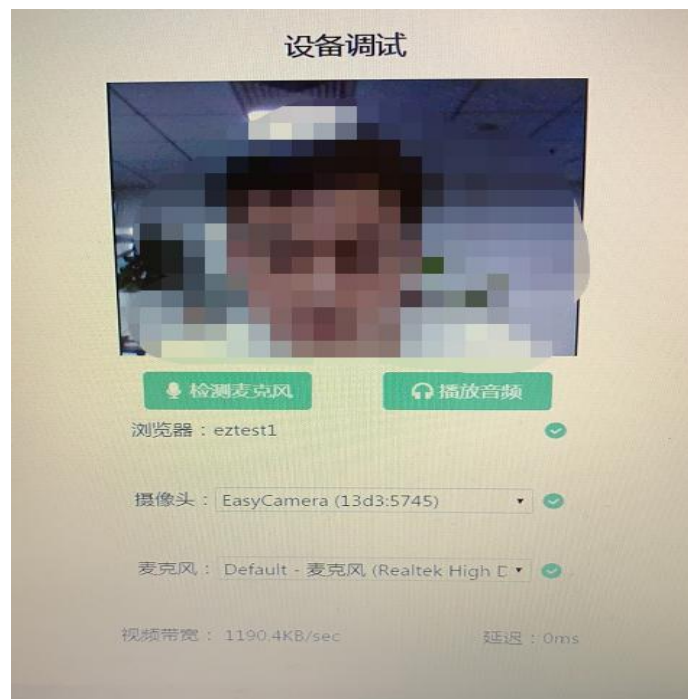 设备调试
检测麦克风 播放音频
浏览器：eztest1
摄像头：EasyCamera (13d3:5745)
麦克风：Default - 麦克风 (Realtek High D
视频带宽：1190.4KB/sec 延迟：0ms